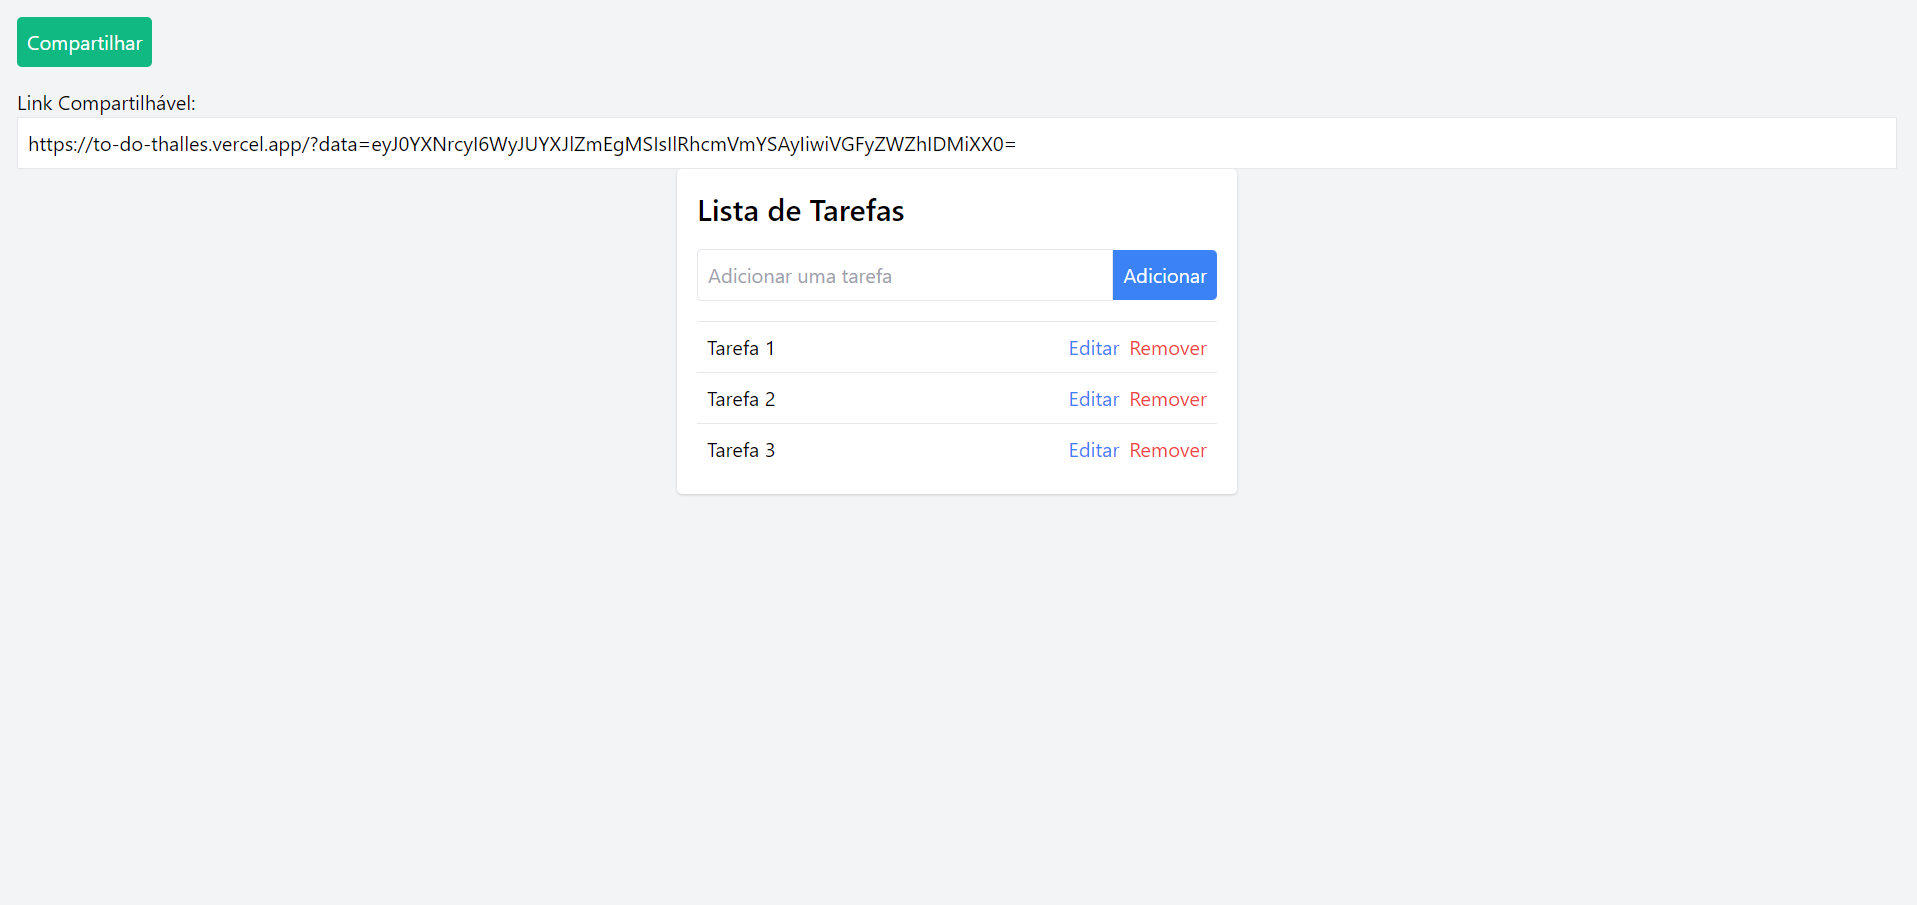 Compartilhar
Link Compartilhável:
https://to-do-thalles.vercel.app/?data=eyJ0YXNrcyI6WyJUYXJlZmEgMSIsIlRhcmVmYSAyIiwiVGFyZWZhIDMiXX0=
Lista de Tarefas
Adicionar uma tarefa Adicionar
Tarefa 1 Editar Remover
Tarefa 2 Editar Remover
Tarefa 3 Editar Remover